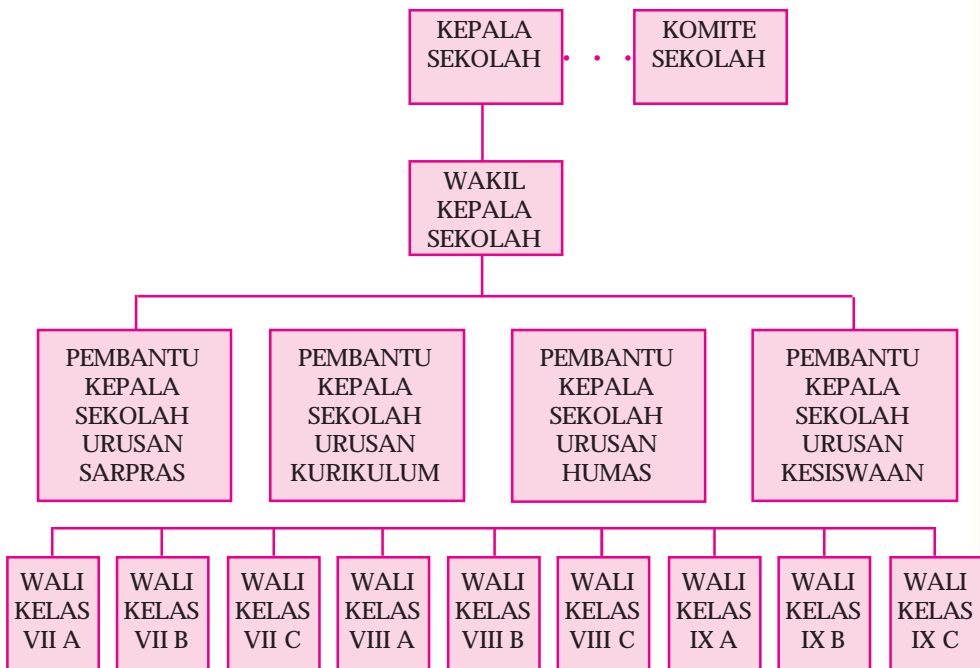 KEPALA
SEKOLAH
KOMITE
SEKOLAH
WAKIL
KEPALA
SEKOLAH
PEMBANTU
KEPALA
SEKOLAH
URUSAN
SARPRAS
PEMBANTU
KEPALA
SEKOLAH
URUSAN
KURIKULUM
PEMBANTU
KEPALA
SEKOLAH
URUSAN
HUMAS
PEMBANTU
KEPALA
SEKOLAH
URUSAN
KESISWAAN
WALI
KELAS
VII A
WALI
KELAS
VII B
WALI
KELAS
VII C
WALI
KELAS
VIII A
WALI
KELAS
VIII B
WALI
KELAS
VIII C
WALI
KELAS
IX A
WALI
KELAS
IX B
WALI
KELAS
IX C